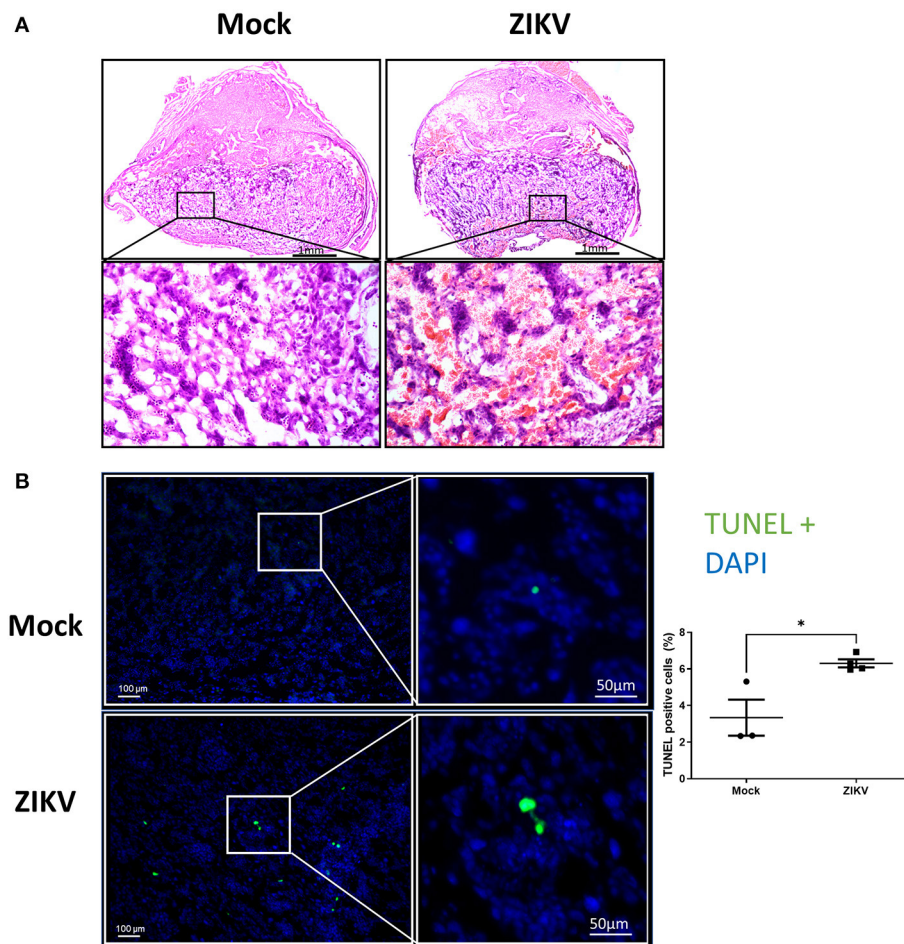 A
Mock
ZIKV
1mm
1mm
B
Mock
100 µm
50µm
ZIKV
100 µm
50µm
TUNEL +
DAPI
*
TUNEL positive cells (%)
8
6
4
2
0
Mock
ZIKV